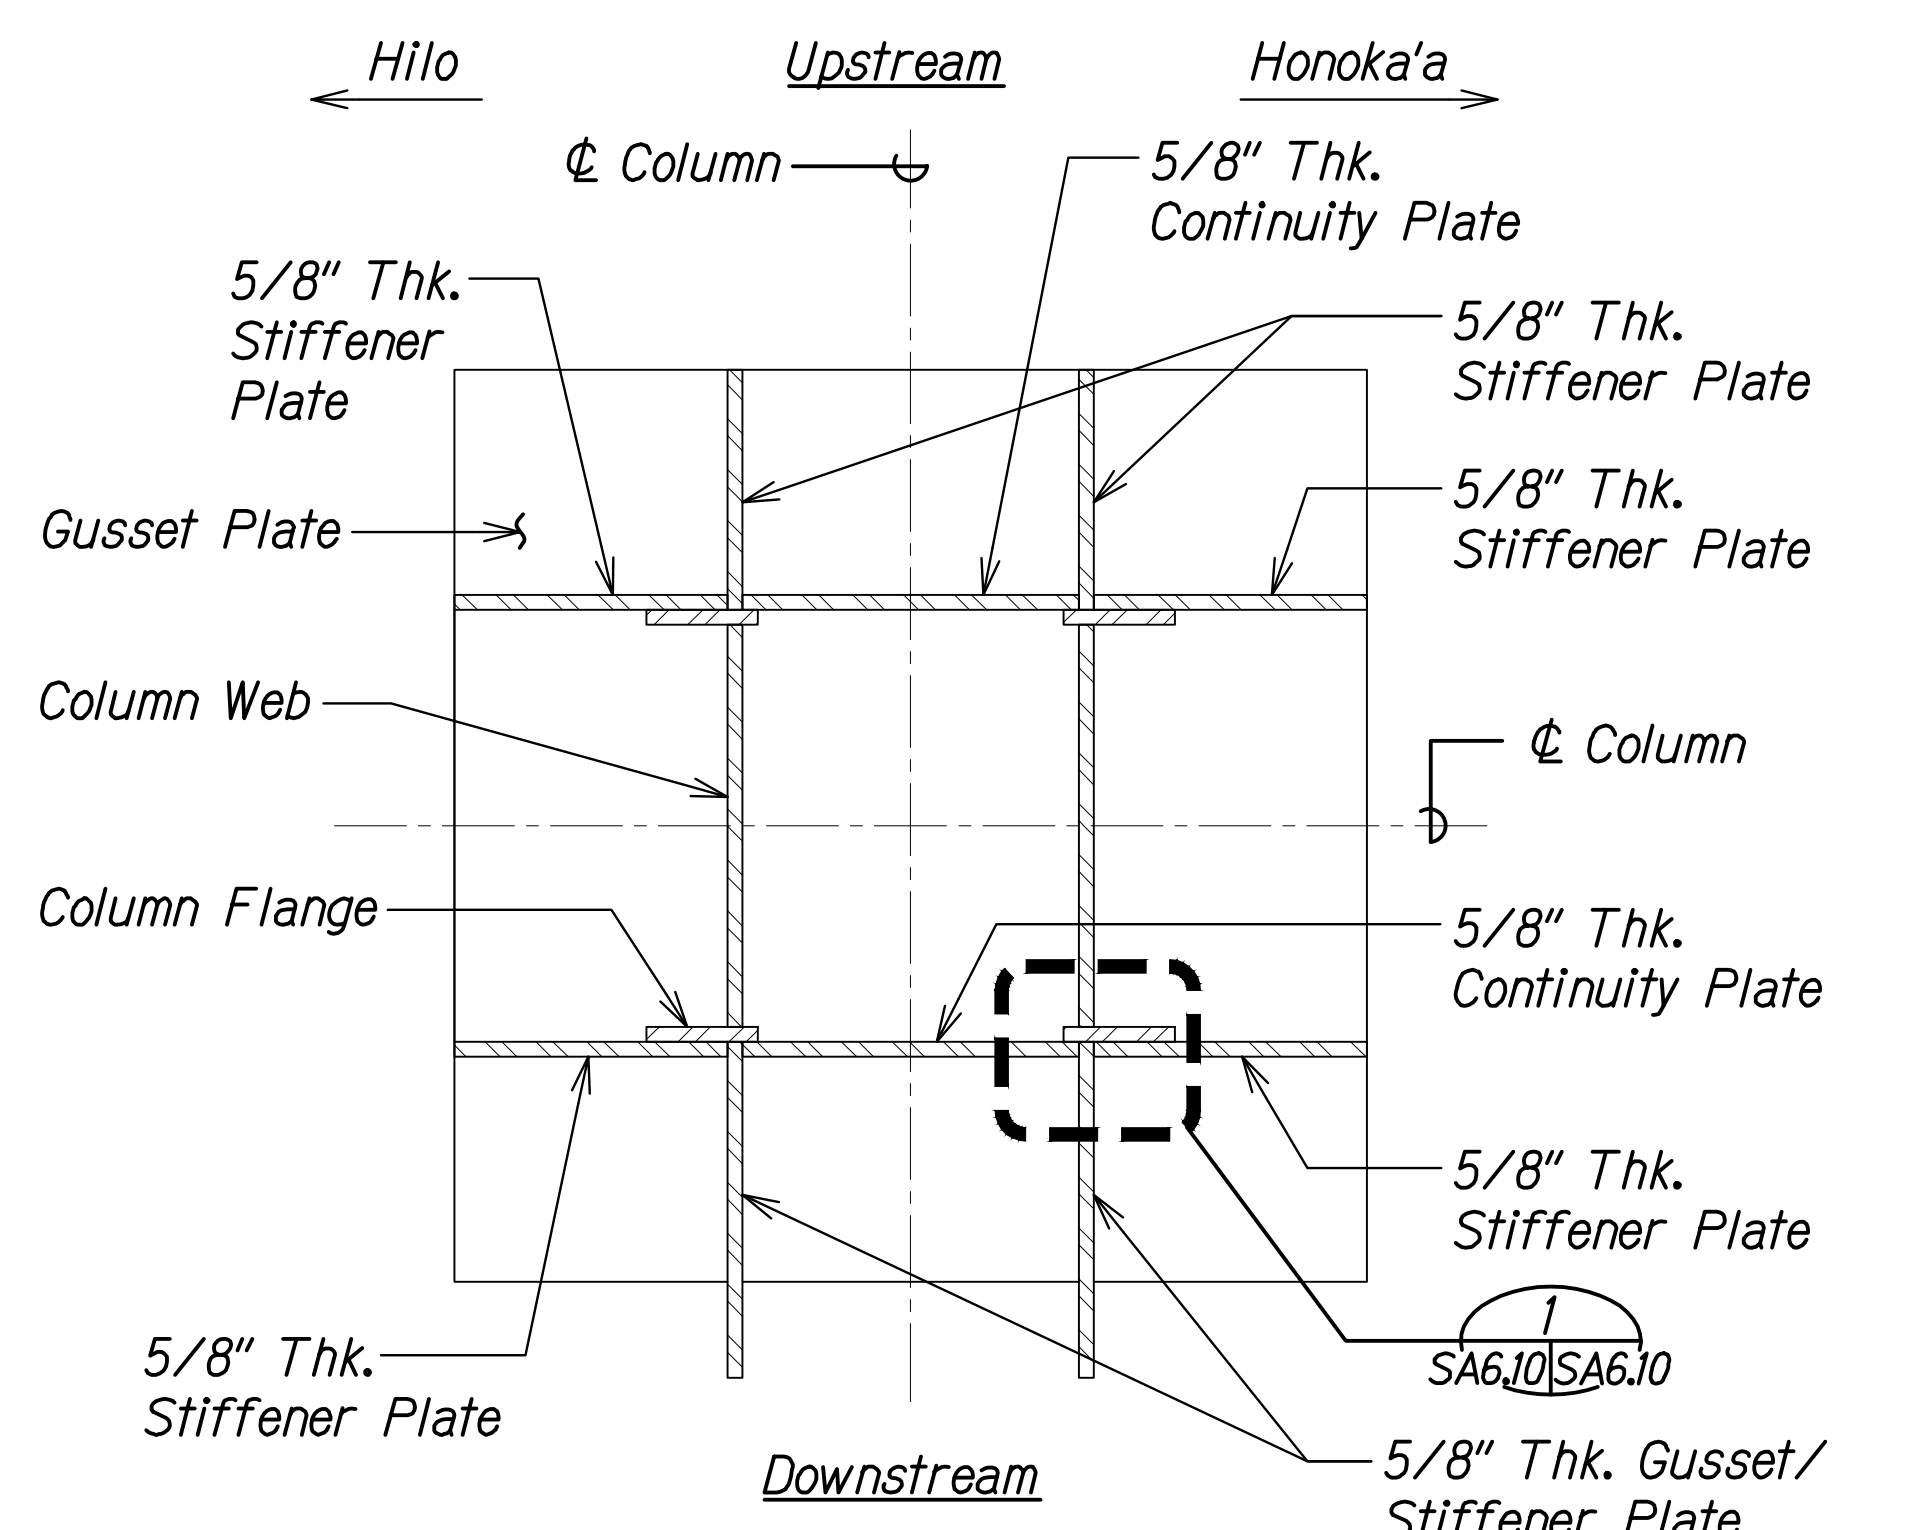 Hilo
Upstream
Honoka'a
℄ Column
5/8" Thk.
Continuity Plate
5/8" Thk.
Stiffener
Plate
5/8" Thk.
Stiffener Plate
5/8" Thk.
Stiffener Plate
Gusset Plate
Column Web
℄ Column
Column Flange
5/8" Thk.
Continuity Plate
5/8" Thk.
Stiffener Plate
1
SA6.10 SA6.10
5/8" Thk.
Stiffener Plate
5/8" Thk. Gusset/
Stiffener Plate
Downstream